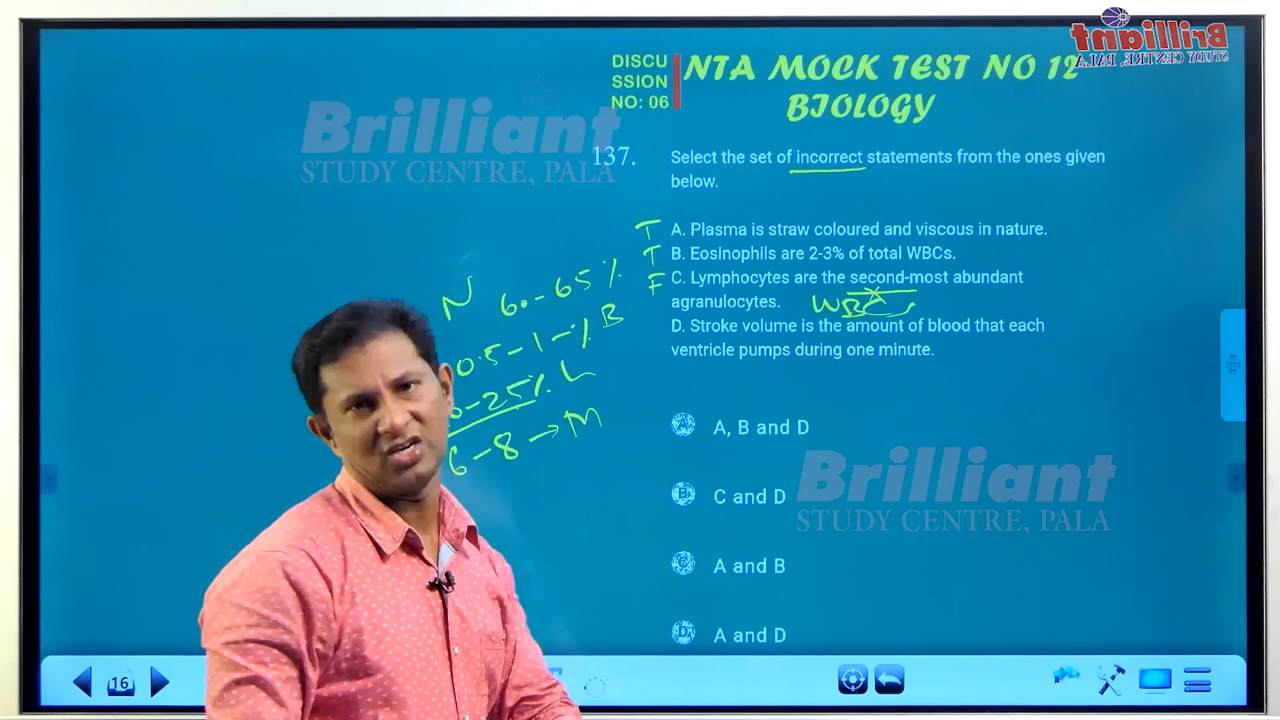 Brilliant
STUDY CENTRE, PALA
DISCU
SSION
NO: 06
NTA MOCK TEST NO 12
BIOLOGY
Brilliant
STUDY CENTRE, PALA
137.
Select the set of incorrect statements from the ones given
below.
T A. Plasma is straw coloured and viscous in nature.
T B. Eosinophils are 2-3% of total WBCs.
F C. Lymphocytes are the second-most abundant
agranulocytes. WBC
D. Stroke volume is the amount of blood that each
ventricle pumps during one minute.
N 60-65%
0.5-1-% B
-25% L
6-8→M
A A, B and D
B C and D
C A and B
D A and D
Brilliant
STUDY CENTRE, PALA
16